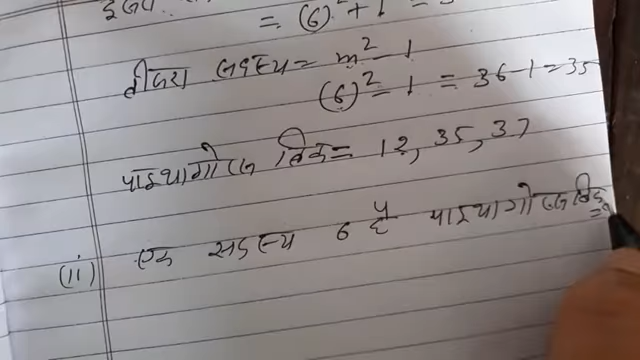 = (6)² + 1 =
तीसरा सदस्य = m² - 1
(6)² - 1 = 36-1 = 35
पाइथागोरस त्रिक = 12, 35, 37
(ii) एक सदस्य 6 है पाइथागोरस त्रिक = ?